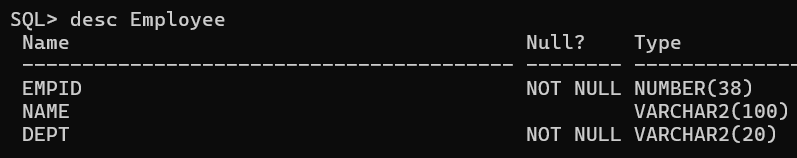 SQL> desc Employee
Name Null? Type
----------------------------------------- -------- --------------
EMPID NOT NULL NUMBER(38)
NAME VARCHAR2(100)
DEPT NOT NULL VARCHAR2(20)